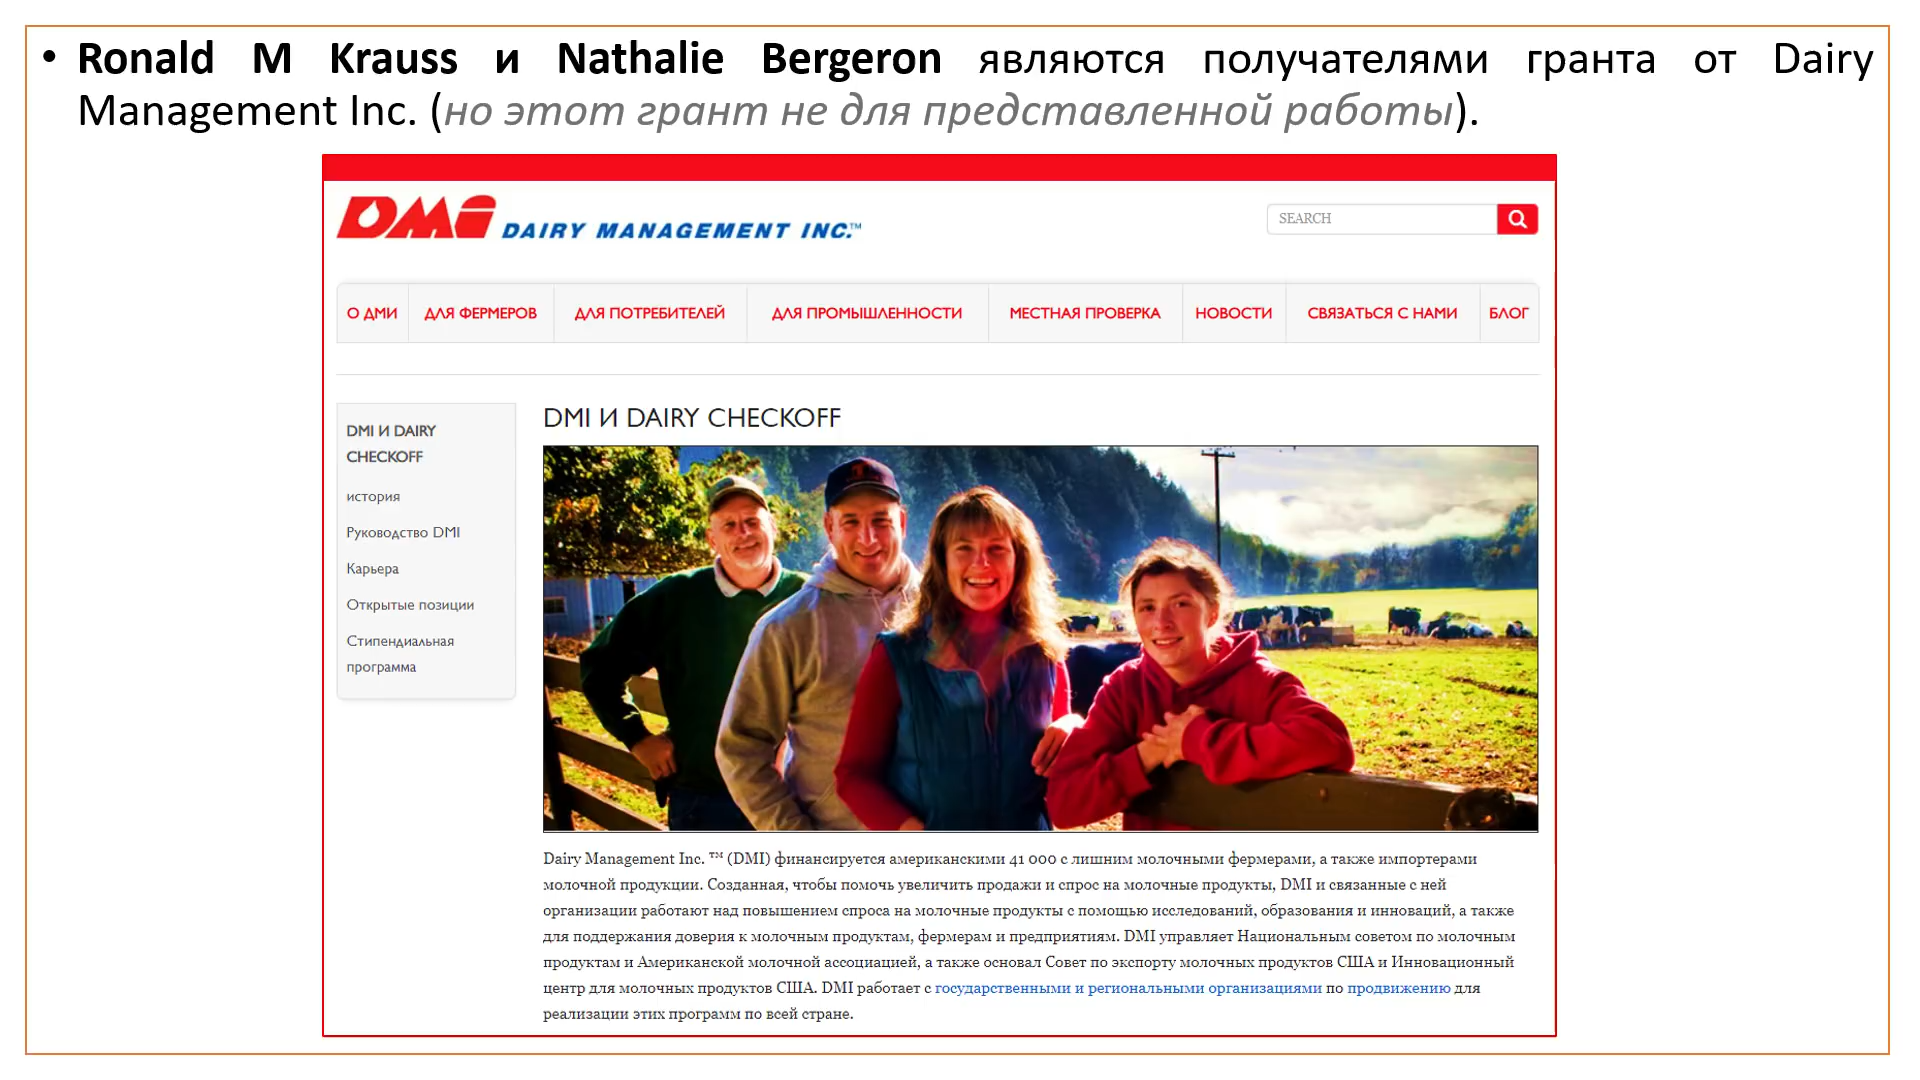 • Ronald M Krauss и Nathalie Bergeron являются получателями гранта от Dairy
Management Inc. (но этот грант не для представленной работы).
DMI DAIRY MANAGEMENT INC.™
SEARCH
О ДМИ ДЛЯ ФЕРМЕРОВ ДЛЯ ПОТРЕБИТЕЛЕЙ ДЛЯ ПРОМЫШЛЕННОСТИ МЕСТНАЯ ПРОВЕРКА НОВОСТИ СВЯЗАТЬСЯ С НАМИ БЛОГ
DMI И DAIRY
CHECKOFF
история
Руководство DMI
Карьера
Открытые позиции
Стипендиальная
программа
DMI И DAIRY CHECKOFF
Dairy Management Inc. ™ (DMI) финансируется американскими 41 000 с лишним молочными фермерами, а также импортерами
молочной продукции. Созданная, чтобы помочь увеличить продажи и спрос на молочные продукты, DMI и связанные с ней
организации работают над повышением спроса на молочные продукты с помощью исследований, образования и инноваций, а также
для поддержания доверия к молочным продуктам, фермерам и предприятиям. DMI управляет Национальным советом по молочным
продуктам и Американской молочной ассоциацией, а также основал Совет по экспорту молочных продуктов США и Инновационный
центр для молочных продуктов США. DMI работает с государственными и региональными организациями по продвижению для
реализации этих программ по всей стране.